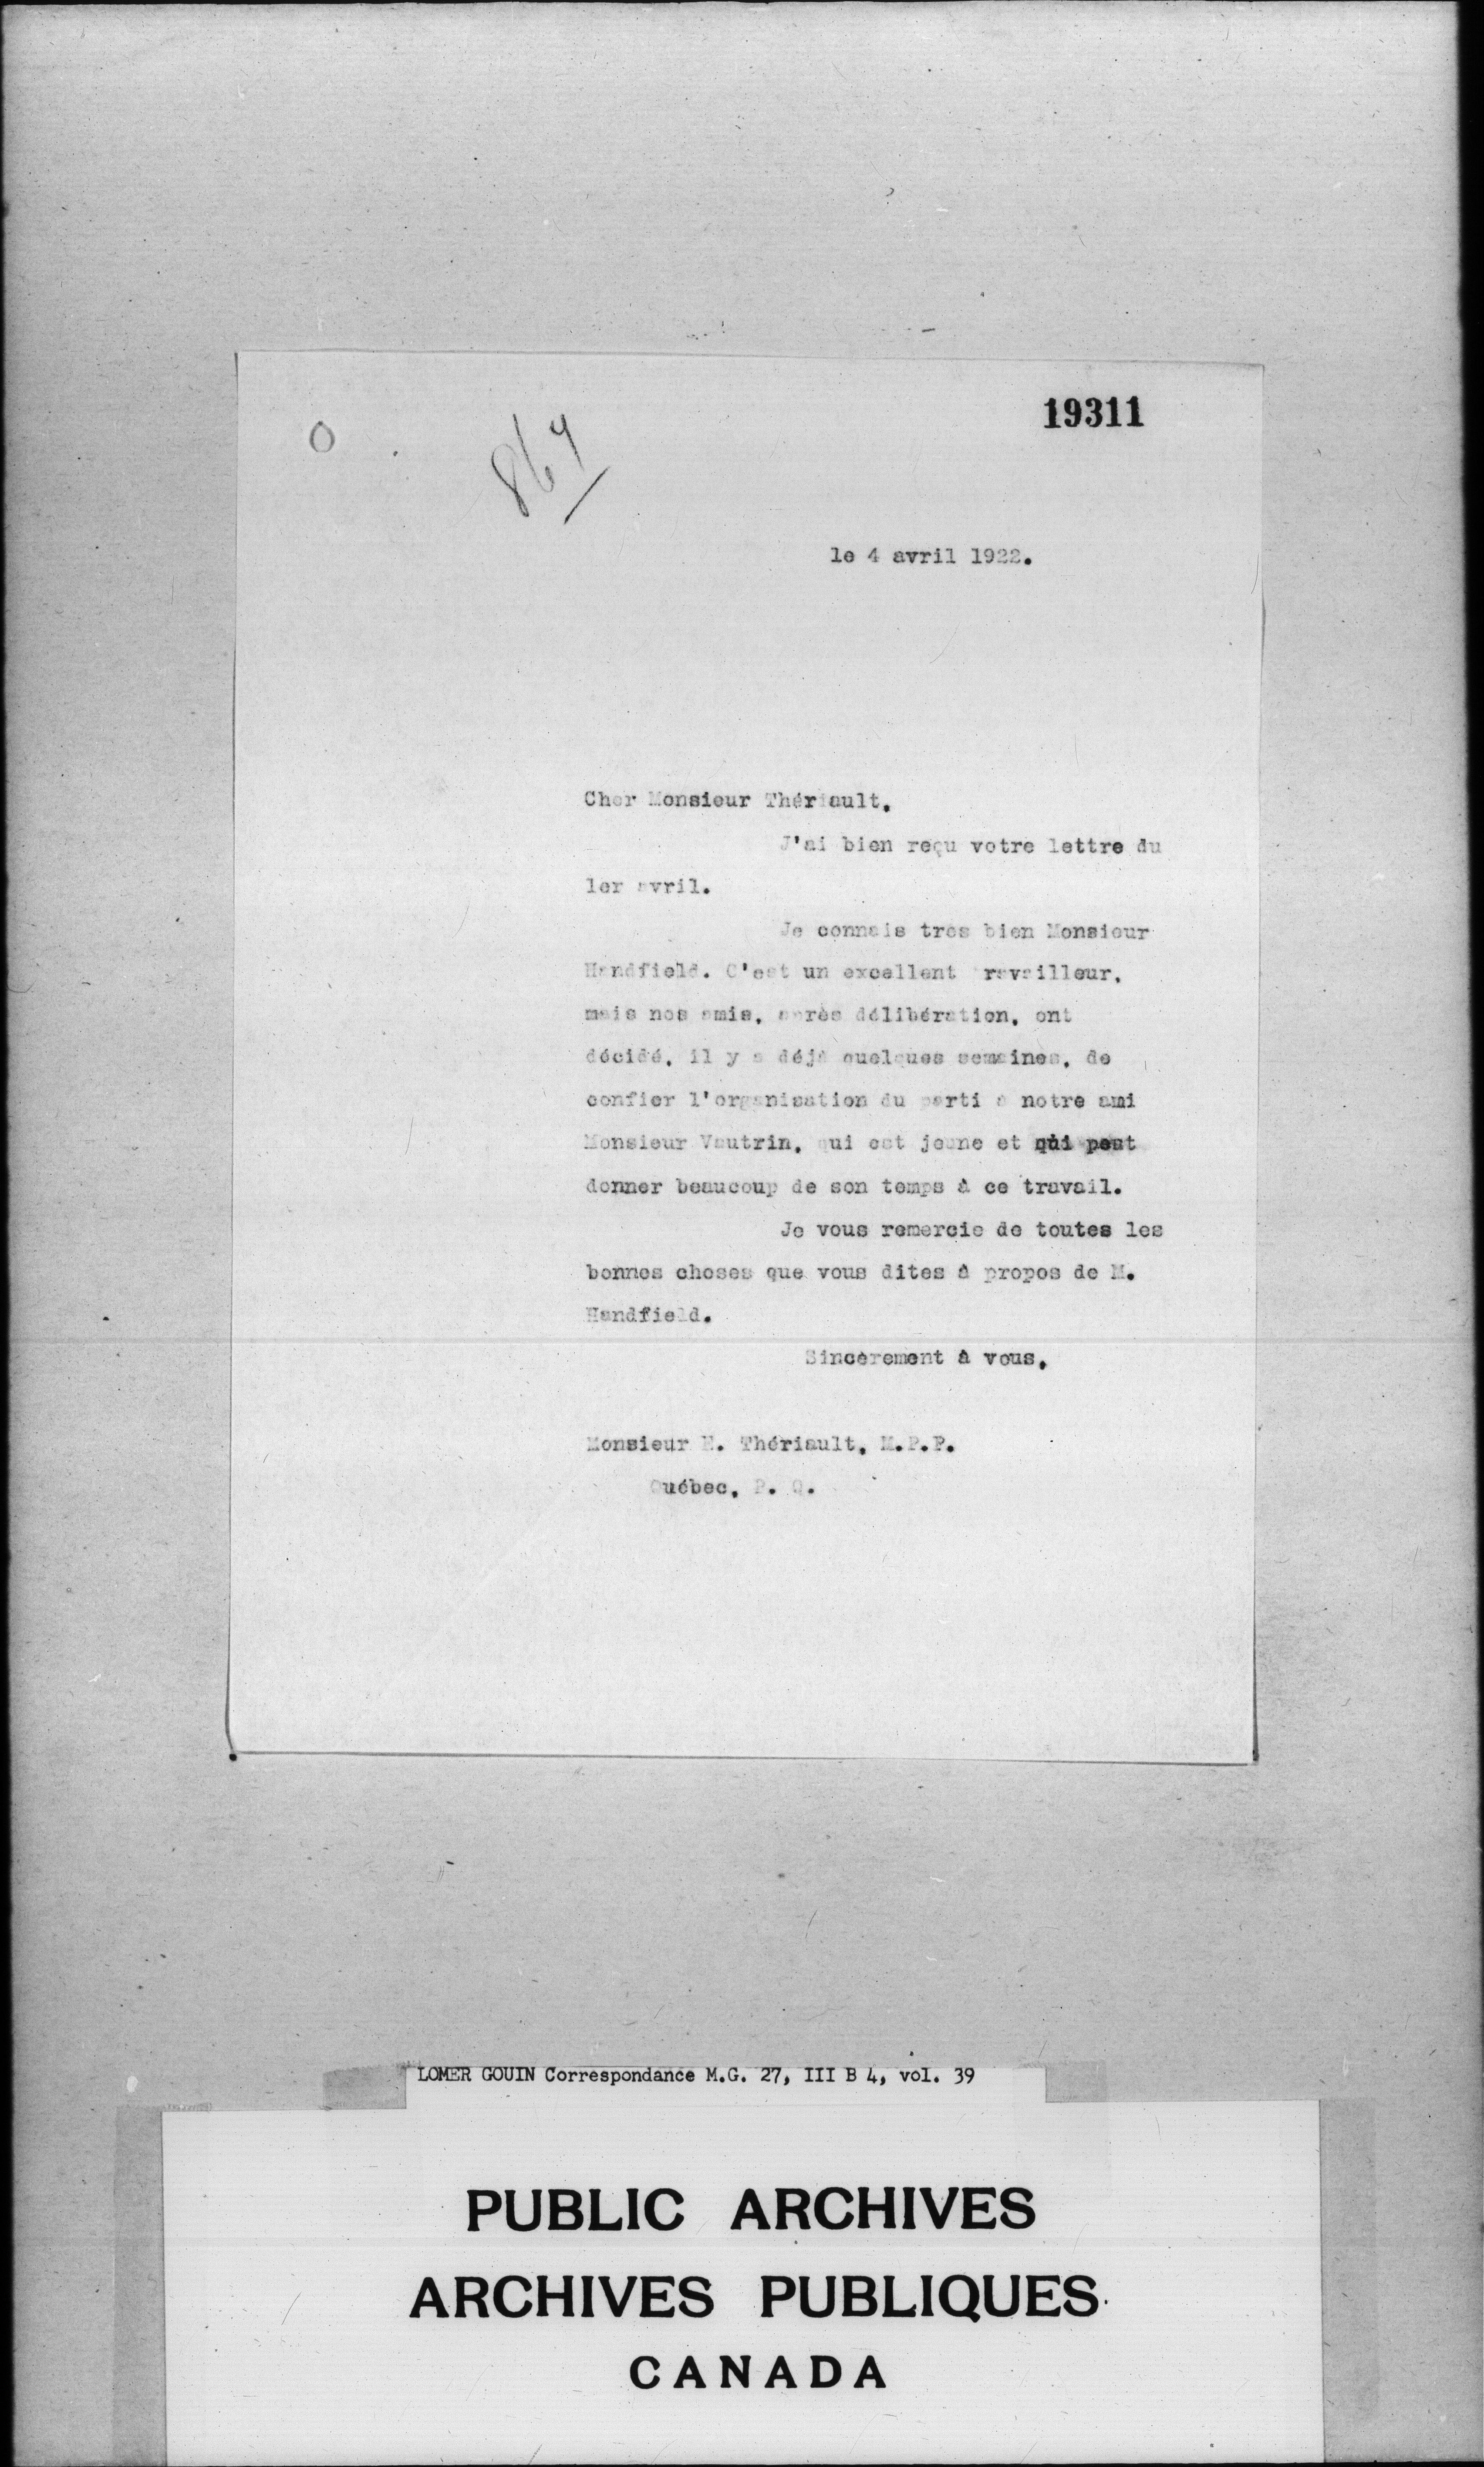 19311
O
864
le 4 avril 1922.
Cher Monsieur Thériault,
J'ai bien reçu votre lettre du
1er avril.
Je connais tres bien Monsieur
Handfield. C'est un excellent travailleur,
mais nos amis, après délibération, ont
décidé, il y a déjà quelques semaines, de
confier l'organisation du parti à notre ami
Monsieur Vautrin, qui est jeune et qui peut
donner beaucoup de son temps à ce travail.
Je vous remercie de toutes les
bonnes choses que vous dites à propos de M.
Handfield.
Sincèrement à vous,
Monsieur E. Thériault, M.P.P.
Québec, P. Q.
LOMER GOUIN Correspondance M.G. 27, III B 4, vol. 39
PUBLIC ARCHIVES
ARCHIVES PUBLIQUES
CANADA